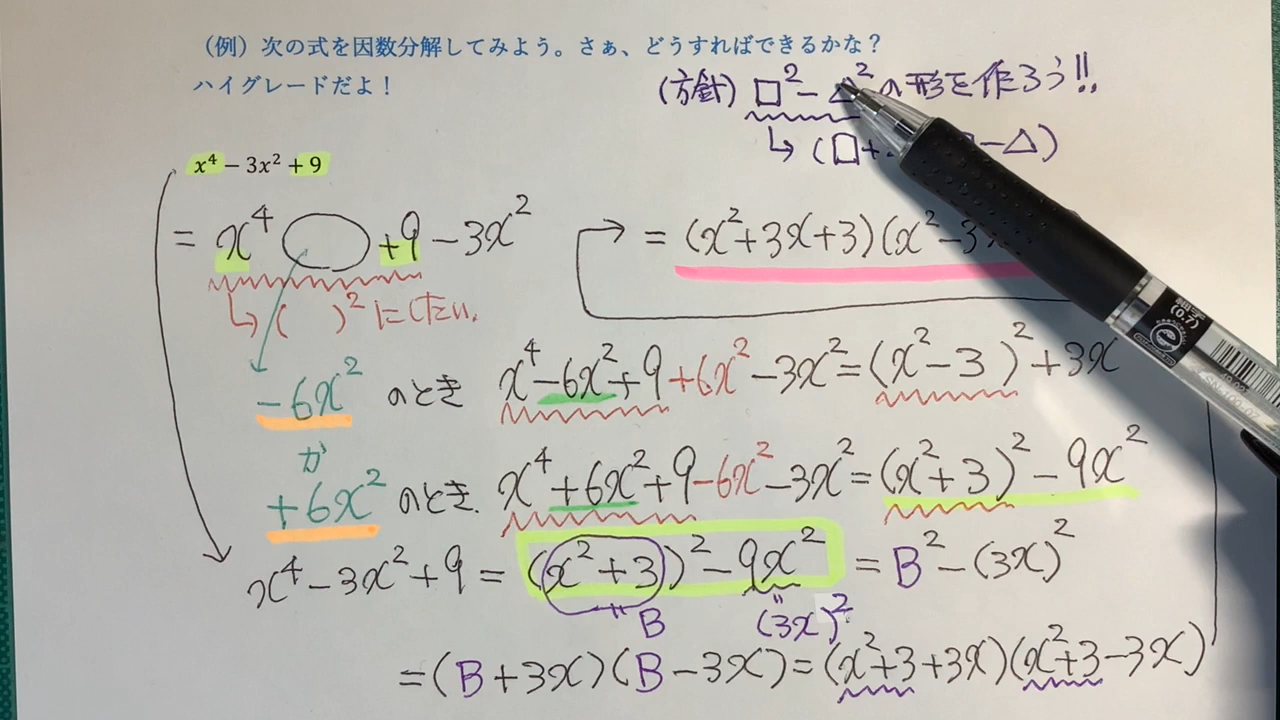 （例）次の式を因数分解してみよう。さぁ、どうすればできるかな？
ハイグレードだよ！
(方針) □² − △² の形を作ろう!!
↳ (□+ −△)
x⁴ − 3x² + 9
= x⁴ +9 −3x²
↳ ( )² にしたい。
−6x² のとき x⁴−6x²+9+6x²−3x²=(x²−3)²+3x
か
+6x² のとき. x⁴+6x²+9−6x²−3x²=(x²+3)²−9x²
x⁴−3x²+9 = (x²+3)²−9x² = B²−(3x)²
B (3x)²
=(B+3x)(B−3x)=(x²+3+3x)(x²+3−3x)
→ = (x²+3x+3)(x²−3
(0.7)